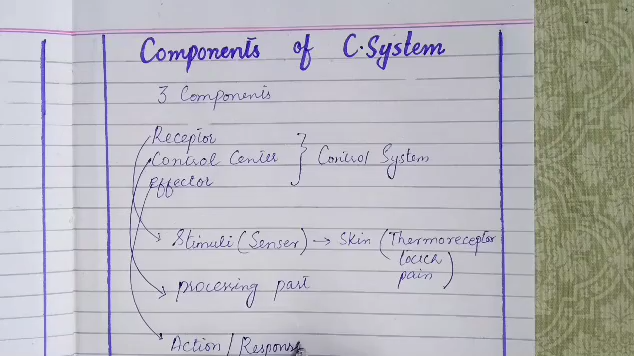 Components of C.System
3 Components
Receptor
Control Center } Control System
Effector
Stimuli (Senser) → Skin (Thermoreceptor
touch
pain)
processing part
Action / Response